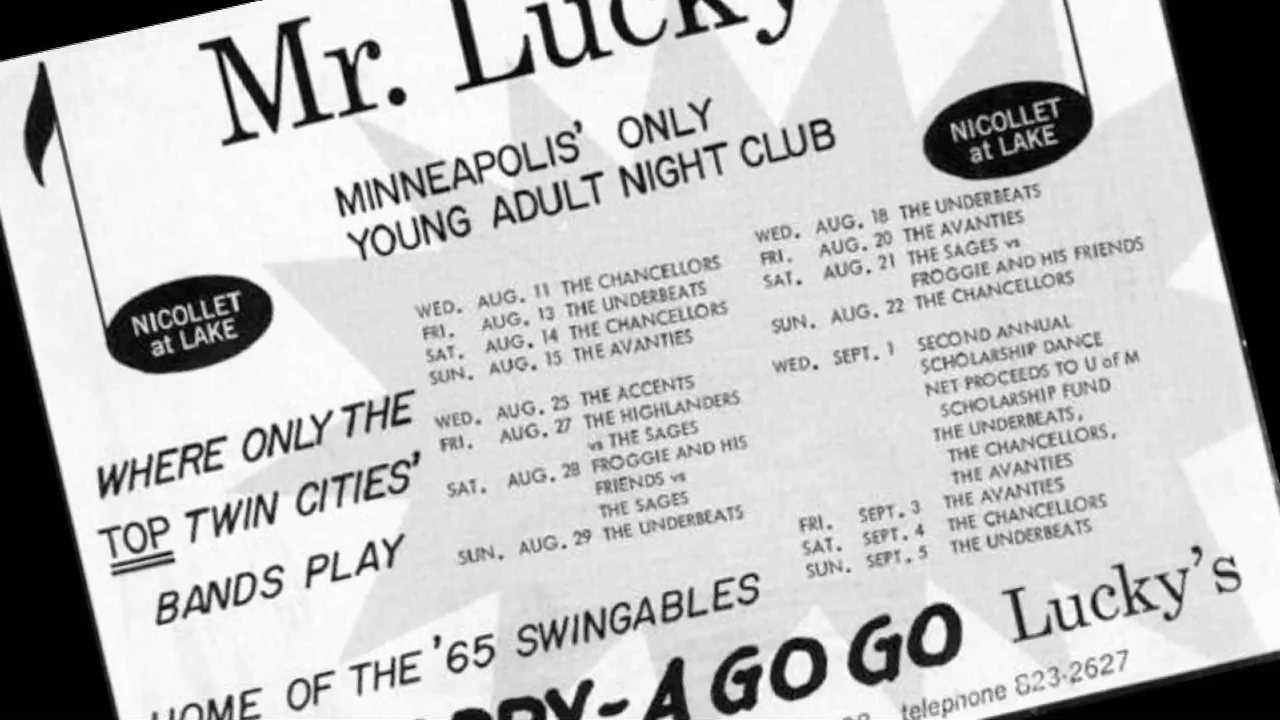 Mr. Lucky
MINNEAPOLIS' ONLY
YOUNG ADULT NIGHT CLUB
NICOLLET
at LAKE
NICOLLET
at LAKE
WED. AUG. 11 THE CHANCELLORS
FRI. AUG. 13 THE UNDERBEATS
SAT. AUG. 14 THE CHANCELLORS
SUN. AUG. 15 THE AVANTIES
WED. AUG. 18 THE UNDERBEATS
FRI. AUG. 20 THE AVANTIES
SAT. AUG. 21 THE SAGES vs
FROGGIE AND HIS FRIENDS
SUN. AUG. 22 THE CHANCELLORS
WHERE ONLY THE
TOP TWIN CITIES'
BANDS PLAY
WED. AUG. 25 THE ACCENTS
FRI. AUG. 27 THE HIGHLANDERS
vs THE SAGES
SAT. AUG. 28 FROGGIE AND HIS
FRIENDS vs
THE SAGES
SUN. AUG. 29 THE UNDERBEATS
WED. SEPT. 1 SECOND ANNUAL
SCHOLARSHIP DANCE
NET PROCEEDS TO U of M
SCHOLARSHIP FUND
THE UNDERBEATS,
THE CHANCELLORS,
THE AVANTIES
FRI. SEPT. 3 THE AVANTIES
SAT. SEPT. 4 THE CHANCELLORS
SUN. SEPT. 5 THE UNDERBEATS
HOME OF THE '65 SWINGABLES
A GO GO Lucky's
telephone 823-2627